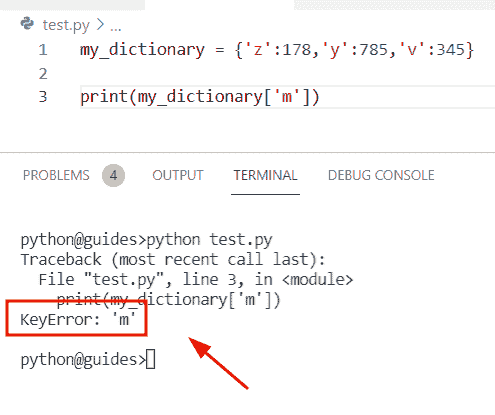 test.py > ...
1 my_dictionary = {'z':178,'y':785,'v':345}
2
3 print(my_dictionary['m'])
PROBLEMS 4 OUTPUT TERMINAL DEBUG CONSOLE
python@guides>python test.py
Traceback (most recent call last):
  File "test.py", line 3, in <module>
    print(my_dictionary['m'])
KeyError: 'm'
python@guides>